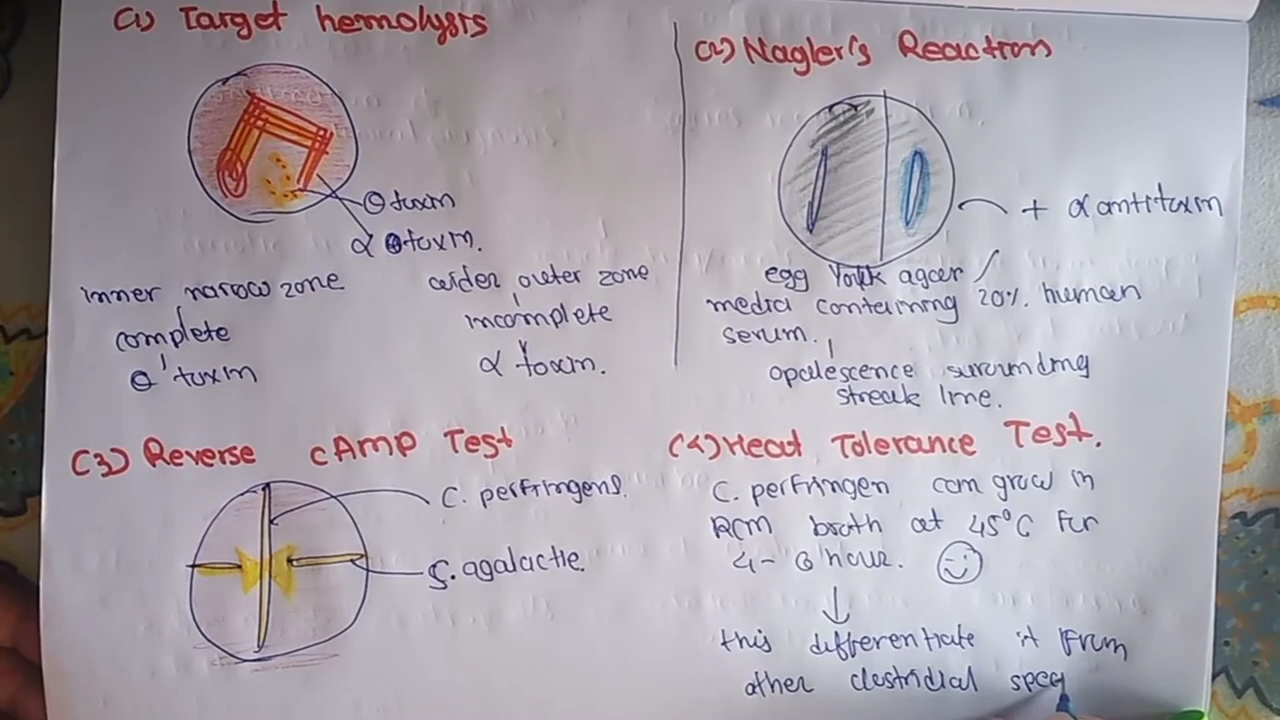 (1) Target hemolysis
θ toxin
α toxin.
inner narow zone
complete
θ toxin
wider outer zone
incomplete
α toxin.
(2) Nagler's Reaction
+ α antitoxin
egg Yolk agar
media containing 20% human
serum.
opalescence surrounding
streak line.
(3) Reverse cAmp Test
C. perfringens.
S. agalactie.
(4) Heat Tolerance Test.
C. perfringen can grow in
RCM broth at 45°C for
4-6 hour.
this differentiate it from
other clostridial spec